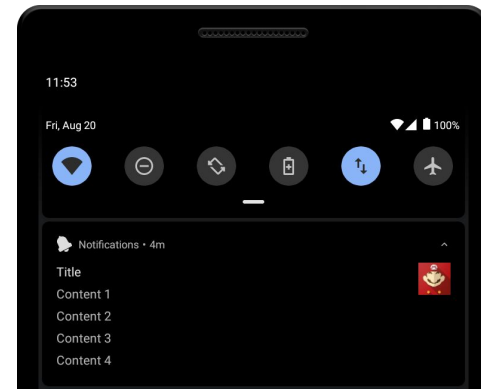 11:53
Fri, Aug 20
100%
Notifications • 4m
Title
Content 1
Content 2
Content 3
Content 4